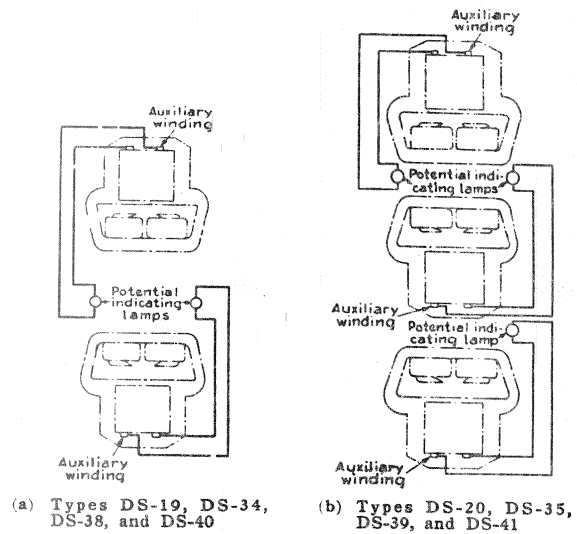 Auxiliary
winding
Potential
indicating
lamps
Auxiliary
winding
(a) Types DS-19, DS-34,
DS-38, and DS-40
Auxiliary
winding
Potential indi-
cating lamps
Auxiliary
winding
Potential indi-
cating lamp
Auxiliary
winding
(b) Types DS-20, DS-35,
DS-39, and DS-41